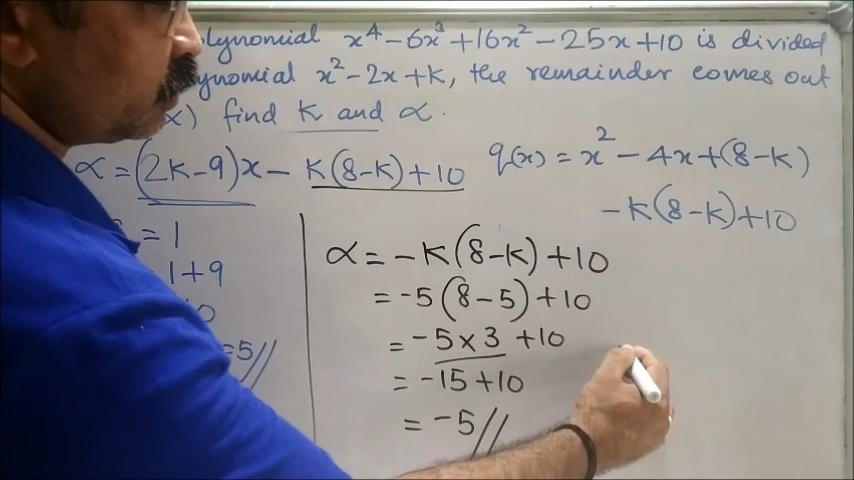 lynomial x⁴ - 6x³ + 16x² - 25x + 10 is divided
ynomial x² - 2x + k, the remainder comes out
x) find k and α.
α = (2k-9)x - k(8-k) + 10
q(x) = x² - 4x + (8-k)
- k(8-k) + 10
= 1
1 + 9
0
= 5//
α = - k(8-k) + 10
= -5(8-5) + 10
= -5 × 3 + 10
= -15 + 10
= -5//